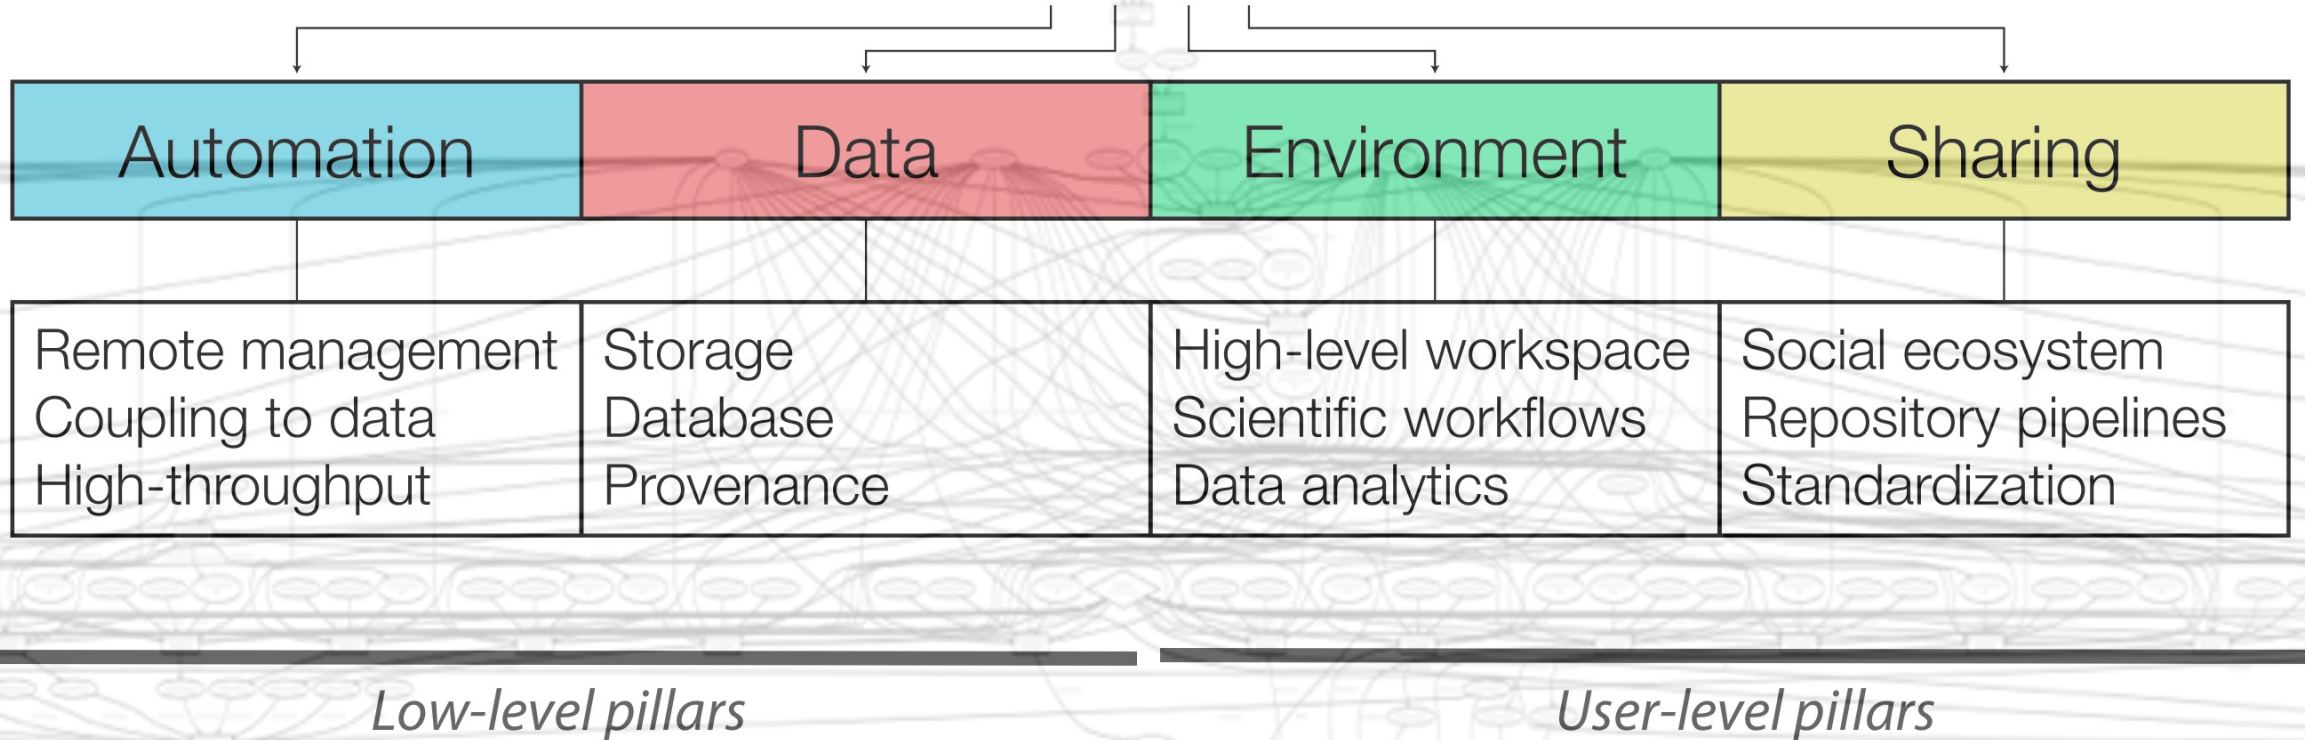 Automation
Data
Environment
Sharing
Remote management
Coupling to data
High-throughput
Storage
Database
Provenance
High-level workspace
Scientific workflows
Data analytics
Social ecosystem
Repository pipelines
Standardization
Low-level pillars
User-level pillars